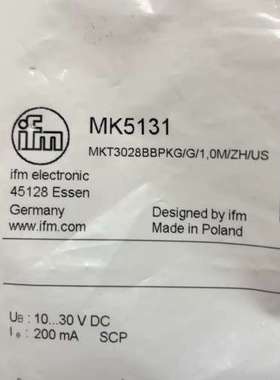 ifm
MK5131
MKT3028BBPKG/G/1,0M/ZH/US
ifm electronic
45128 Essen
Germany
www.ifm.com
Designed by ifm
Made in Poland
UB : 10...30 V DC
Ie : 200 mA SCP